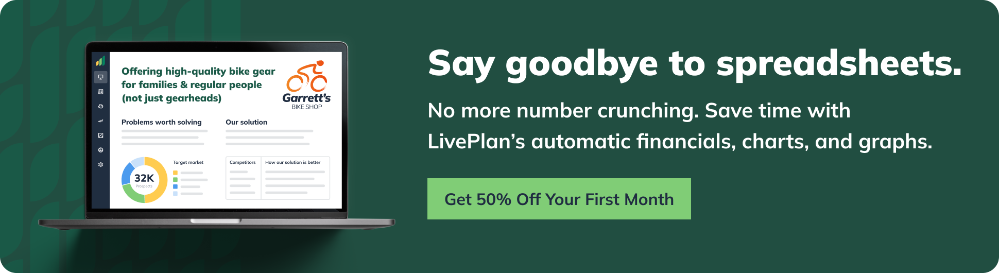 Offering high-quality bike gear
for families & regular people
(not just gearheads)
Garrett's
BIKE SHOP
Problems worth solving
Our solution
32K
Prospects
Target market
Competitors
How our solution is better
Say goodbye to spreadsheets.
No more number crunching. Save time with
LivePlan’s automatic financials, charts, and graphs.
Get 50% Off Your First Month